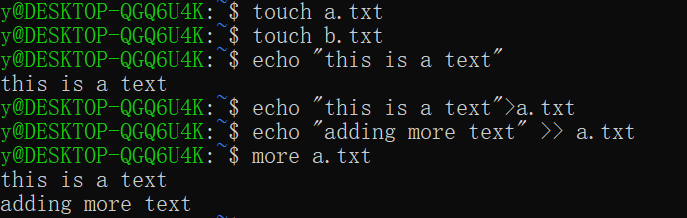 y@DESKTOP-QGQ6U4K:~$ touch a.txt
y@DESKTOP-QGQ6U4K:~$ touch b.txt
y@DESKTOP-QGQ6U4K:~$ echo "this is a text"
this is a text
y@DESKTOP-QGQ6U4K:~$ echo "this is a text">a.txt
y@DESKTOP-QGQ6U4K:~$ echo "adding more text" >> a.txt
y@DESKTOP-QGQ6U4K:~$ more a.txt
this is a text
adding more text